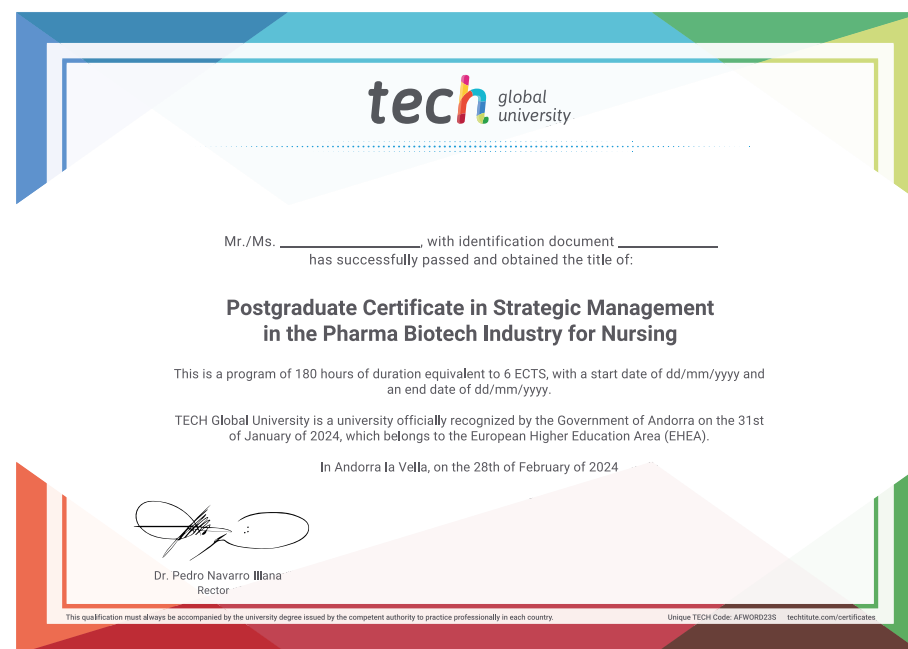 tech global
university
Mr./Ms. ____________________, with identification document ______________
has successfully passed and obtained the title of:
Postgraduate Certificate in Strategic Management
in the Pharma Biotech Industry for Nursing
This is a program of 180 hours of duration equivalent to 6 ECTS, with a start date of dd/mm/yyyy and
an end date of dd/mm/yyyy.
TECH Global University is a university officially recognized by the Government of Andorra on the 31st
of January of 2024, which belongs to the European Higher Education Area (EHEA).
In Andorra la Vella, on the 28th of February of 2024
Dr. Pedro Navarro Illana
Rector
This qualification must always be accompanied by the university degree issued by the competent authority to practice professionally in each country.
Unique TECH Code: AFWORD23S techtitute.com/certificates